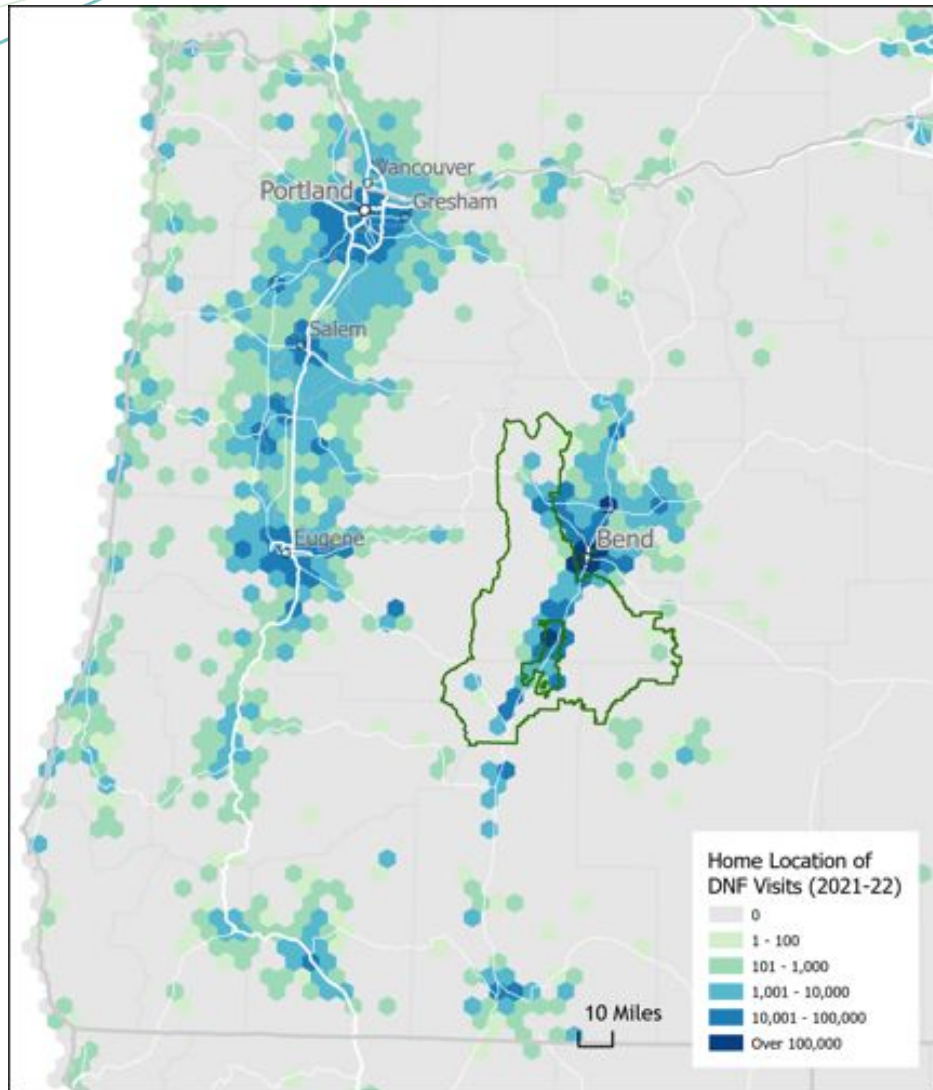 Vancouver
Portland
Gresham
Salem
Eugene
Bend
Home Location of
DNF Visits (2021-22)
0
1 - 100
101 - 1,000
1,001 - 10,000
10,001 - 100,000
Over 100,000
10 Miles